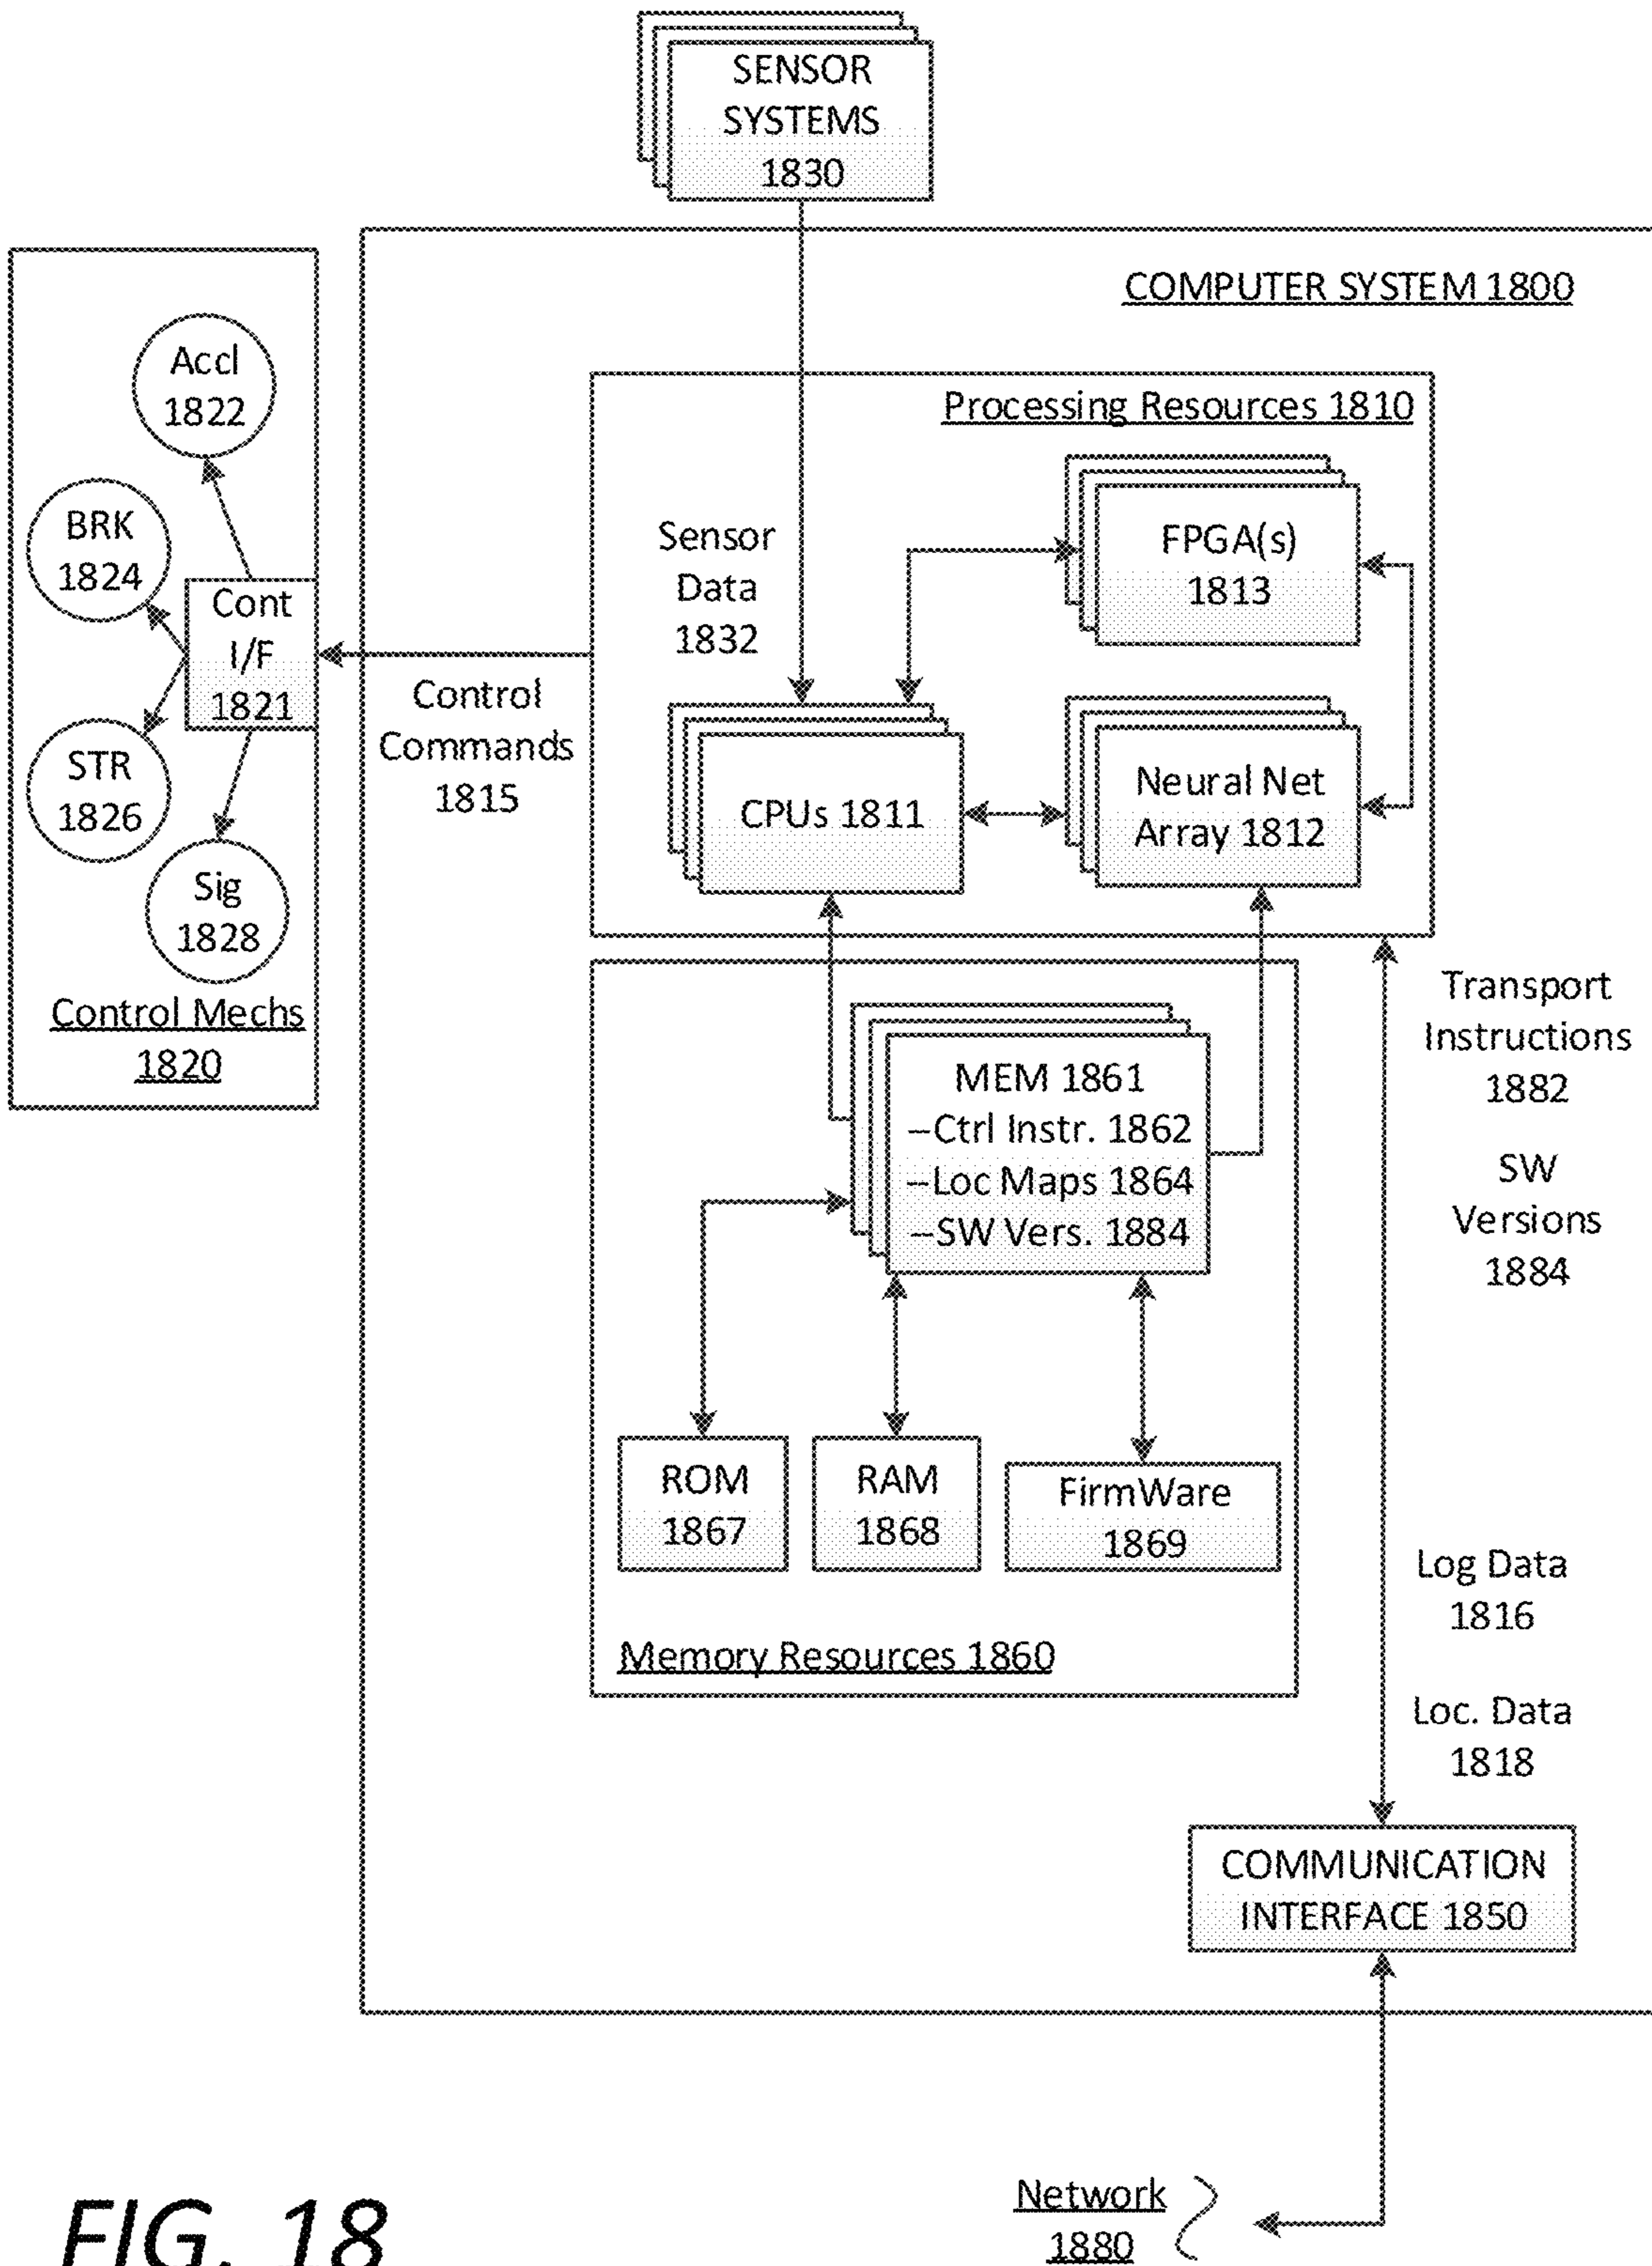 SENSOR
SYSTEMS
1830
COMPUTER SYSTEM 1800
Accl
1822
BRK
1824
Cont
I/F
1821
STR
1826
Sig
1828
Control Mechs
1820
Control
Commands
1815
Processing Resources 1810
Sensor
Data
1832
FPGA(s)
1813
CPUs 1811
Neural Net
Array 1812
MEM 1861
–Ctrl Instr. 1862
–Loc Maps 1864
–SW Vers. 1884
ROM
1867
RAM
1868
FirmWare
1869
Memory Resources 1860
Transport
Instructions
1882
SW
Versions
1884
Log Data
1816
Loc. Data
1818
COMMUNICATION
INTERFACE 1850
Network
1880
FIG. 18